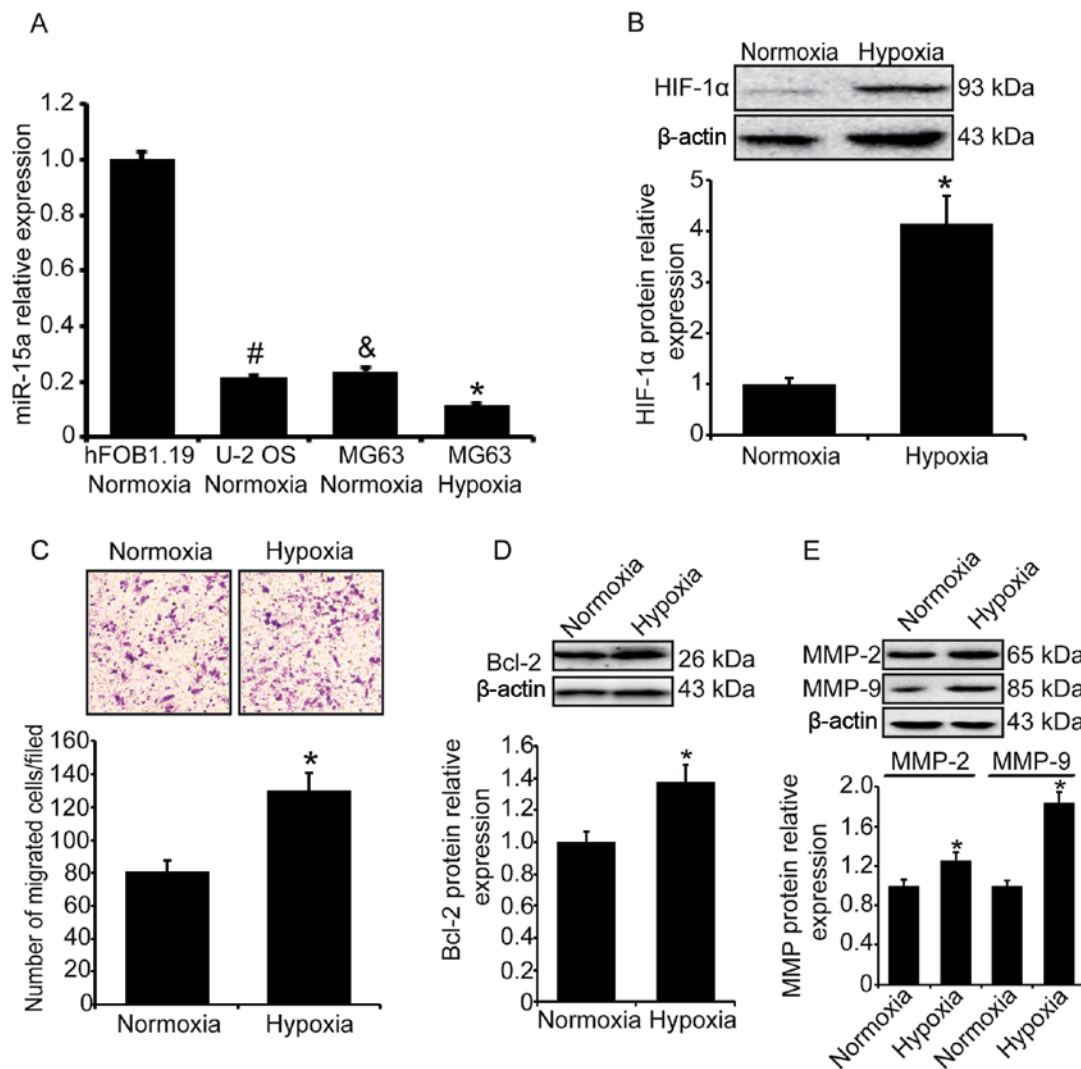 A
miR-15a relative expression
1.2
1.0
0.8
0.6
0.4
0.2
0
#
&
*
hFOB1.19 U-2 OS MG63 MG63
Normoxia Normoxia Normoxia Hypoxia
B
Normoxia Hypoxia
HIF-1α 93 kDa
β-actin 43 kDa
HIF-1α protein relative
expression
5
4
3
2
1
0
*
Normoxia Hypoxia
C
Normoxia Hypoxia
Number of migrated cells/filed
160
140
120
100
80
60
40
20
0
*
Normoxia Hypoxia
D
Normoxia Hypoxia
Bcl-2 26 kDa
β-actin 43 kDa
Bcl-2 protein relative
expression
1.6
1.4
1.2
1.0
0.8
0.6
0.4
0.2
0
*
Normoxia Hypoxia
E
Normoxia Hypoxia
MMP-2 65 kDa
MMP-9 85 kDa
β-actin 43 kDa
MMP-2 MMP-9
MMP protein relative
expression
2.0
1.6
1.2
0.8
0.4
0
* *
Normoxia Hypoxia Normoxia Hypoxia